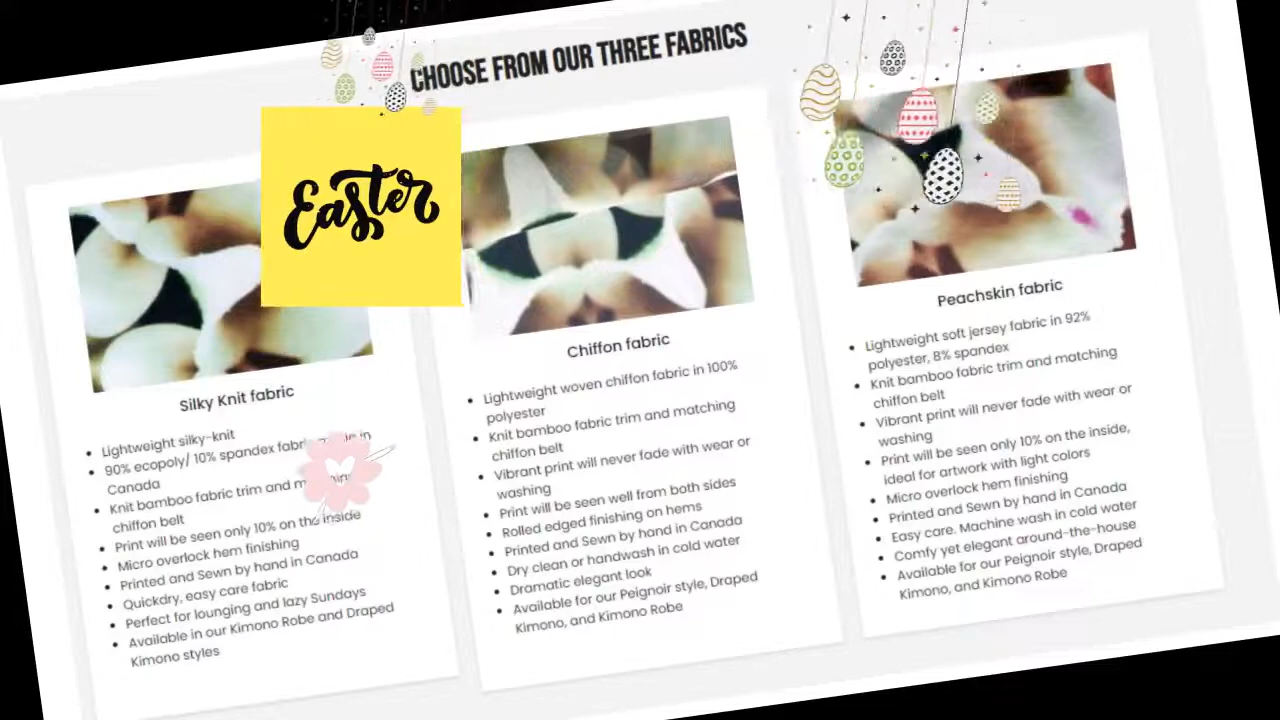 CHOOSE FROM OUR THREE FABRICS
Easter
Silky Knit fabric
Lightweight silky-knit
90% ecopoly/ 10% spandex in
Canada
Knit bamboo fabric trim and
chiffon belt
Print will be seen only 10% on the inside
Micro overlock hem finishing
Printed and Sewn by hand in Canada
Quickdry, easy care fabric
Perfect for lounging and lazy Sundays
Available in our Kimono Robe and Draped
Kimono styles
Chiffon fabric
Lightweight woven chiffon fabric in 100%
polyester
Knit bamboo fabric trim and matching
chiffon belt
Vibrant print will never fade with wear or
washing
Print will be seen well from both sides
Rolled edged finishing on hems
Printed and Sewn by hand in Canada
Dry clean or handwash in cold water
Dramatic elegant look
Available for our Peignoir style, Draped
Kimono, and Kimono Robe
Peachskin fabric
Lightweight soft jersey fabric in 92%
polyester, 8% spandex
Knit bamboo fabric trim and matching
chiffon belt
Vibrant print will never fade with wear or
washing
Print will be seen only 10% on the inside,
ideal for artwork with light colors
Micro overlock hem finishing
Printed and Sewn by hand in Canada
Easy care. Machine wash in cold water
Comfy yet elegant around-the-house
Available for our Peignoir style, Draped
Kimono, and Kimono Robe